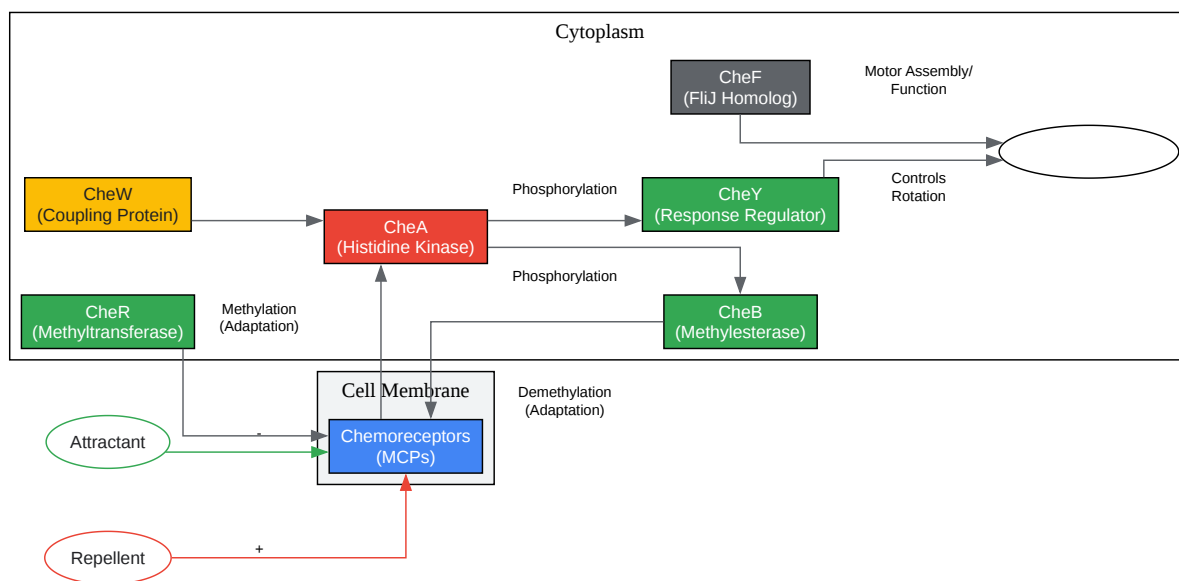 Cytoplasm
CheF
(FliJ Homolog)
Motor Assembly/
Function
CheW
(Coupling Protein)
Phosphorylation
CheY
(Response Regulator)
Controls
Rotation
CheA
(Histidine Kinase)
Phosphorylation
CheR
(Methyltransferase)
Methylation
(Adaptation)
CheB
(Methylesterase)
Cell Membrane
Demethylation
(Adaptation)
Attractant
-
Chemoreceptors
(MCPs)
Repellent
+